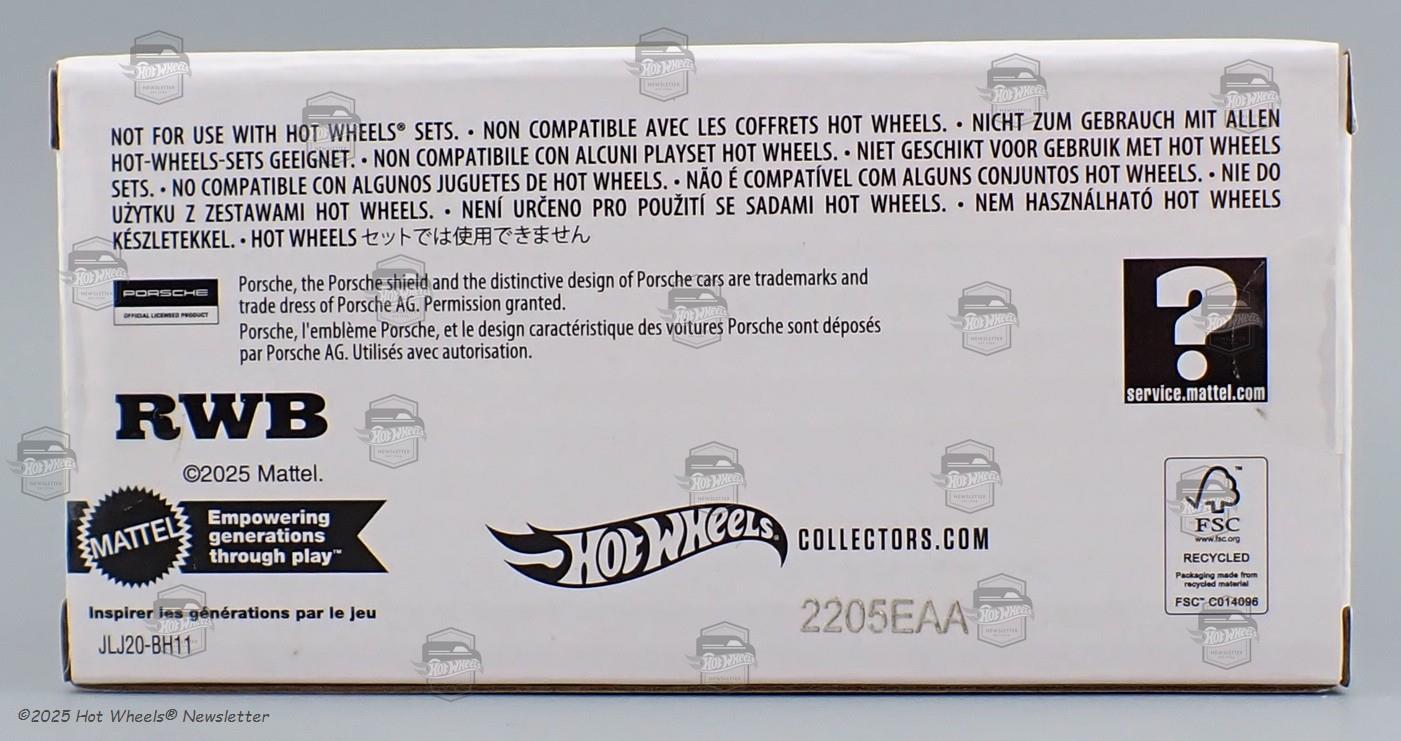 NOT FOR USE WITH HOT WHEELS® SETS. • NON COMPATIBLE AVEC LES COFFRETS HOT WHEELS. • NICHT ZUM GEBRAUCH MIT ALLEN
HOT-WHEELS-SETS GEEIGNET. • NON COMPATIBILE CON ALCUNI PLAYSET HOT WHEELS. • NIET GESCHIKT VOOR GEBRUIK MET HOT WHEELS
SETS. • NO COMPATIBLE CON ALGUNOS JUGUETES DE HOT WHEELS. • NÃO É COMPATÍVEL COM ALGUNS CONJUNTOS HOT WHEELS. • NIE DO
UŻYTKU Z ZESTAWAMI HOT WHEELS. • NENÍ URČENO PRO POUŽITÍ SE SADAMI HOT WHEELS. • NEM HASZNÁLHATÓ HOT WHEELS
KÉSZLETEKKEL. • HOT WHEELS セットでは使用できません
PORSCHE
OFFICIAL LICENSED PRODUCT
Porsche, the Porsche shield and the distinctive design of Porsche cars are trademarks and
trade dress of Porsche AG. Permission granted.
Porsche, l'emblème Porsche, et le design caractéristique des voitures Porsche sont déposés
par Porsche AG. Utilisés avec autorisation.
?
service.mattel.com
RWB
©2025 Mattel.
MATTEL
Empowering
generations
through play™
Inspirer les générations par le jeu
JLJ20-BH11
HOT WHEELS® COLLECTORS.COM
2205EAA
FSC
www.fsc.org
RECYCLED
Packaging made from
recycled material
FSC™ C014096
©2025 Hot Wheels® Newsletter